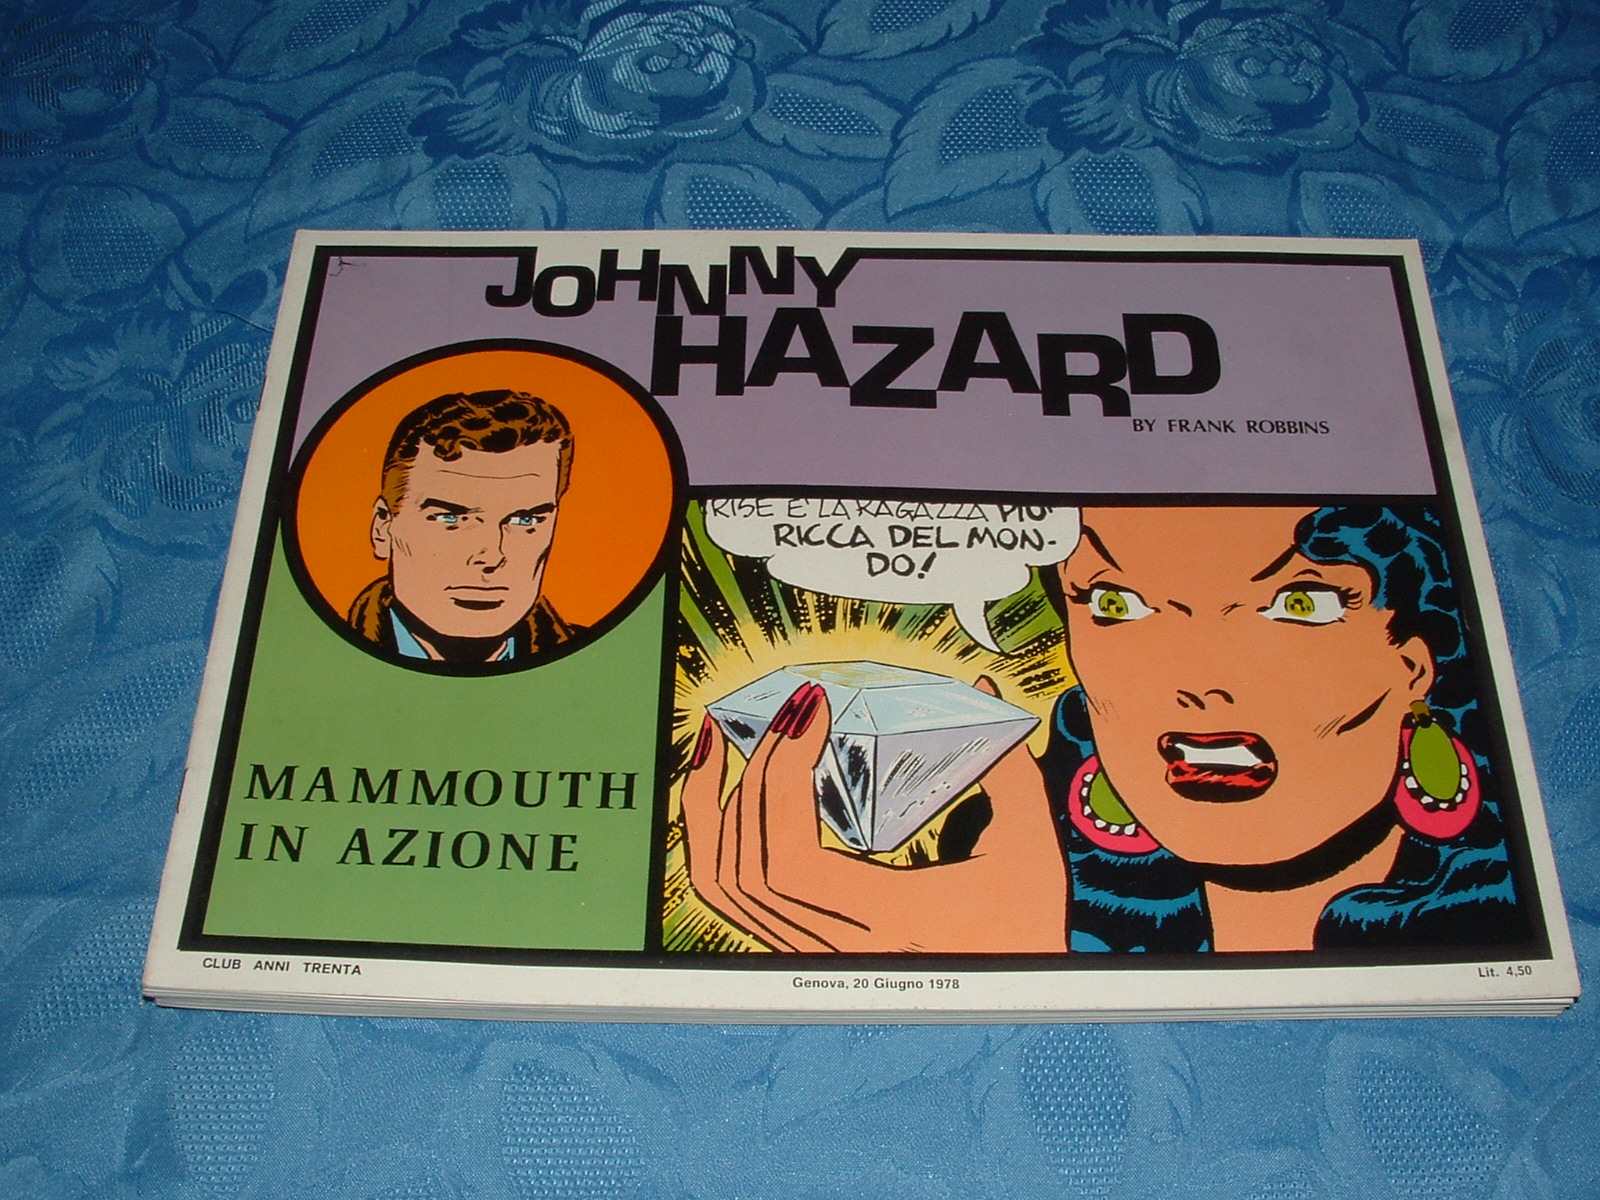 JOHNNY
HAZARD
BY FRANK ROBBINS
RISE E' LA RAGAZZA PIU'
RICCA DEL MON-
DO!
MAMMOUTH
IN AZIONE
CLUB ANNI TRENTA
Genova, 20 Giugno 1978
Lit. 4,50